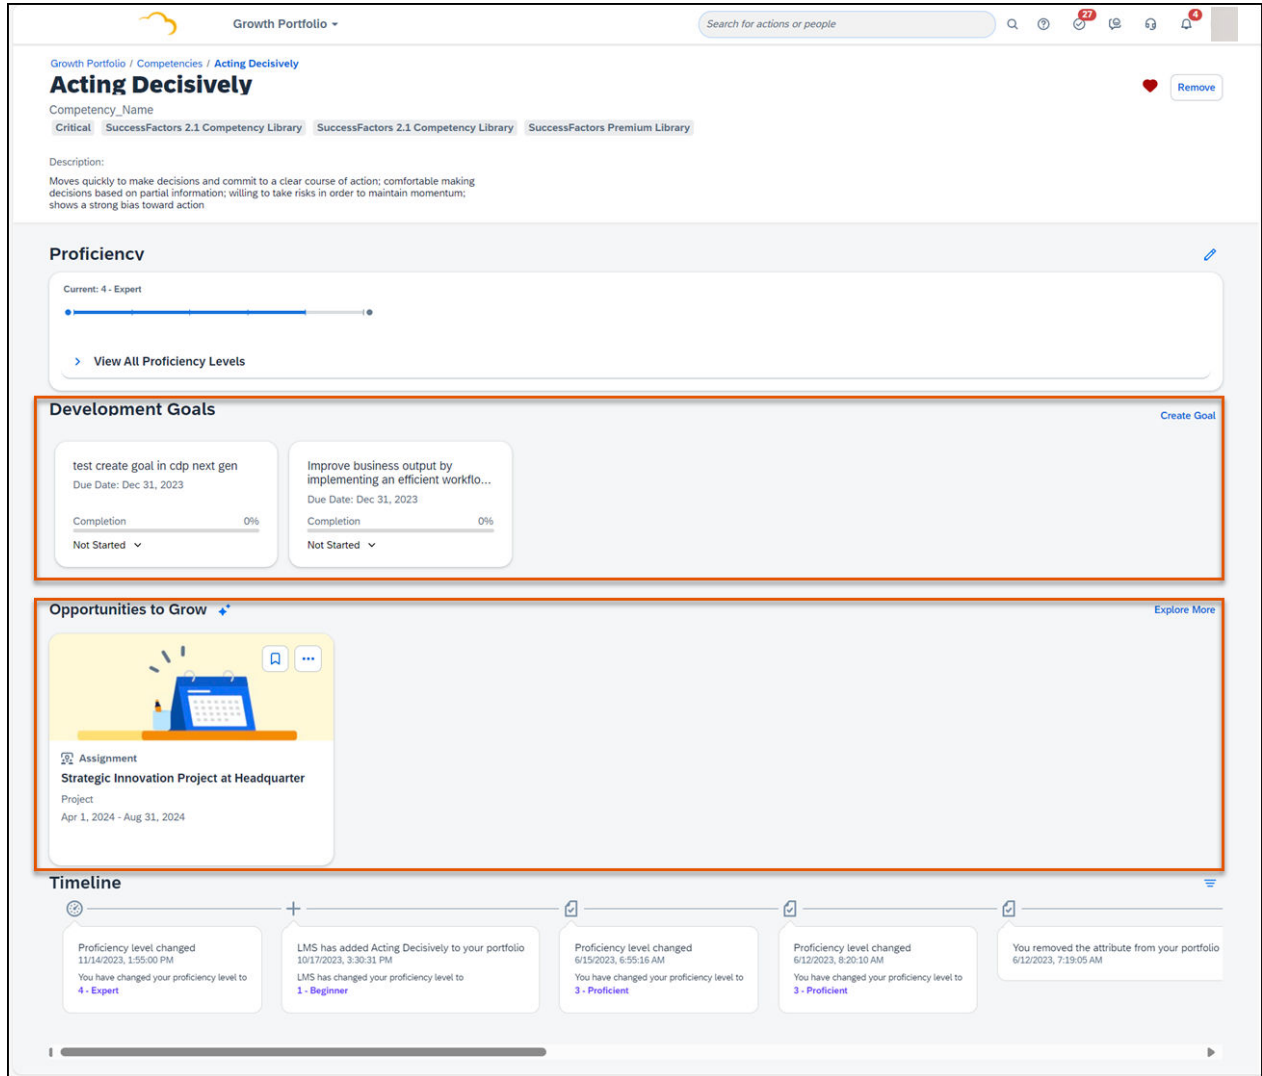 Growth Portfolio
Search for actions or people
27
4
Growth Portfolio / Competencies / Acting Decisively
Acting Decisively
Remove
Competency_Name
Critical SuccessFactors 2.1 Competency Library SuccessFactors 2.1 Competency Library SuccessFactors Premium Library
Description:
Moves quickly to make decisions and commit to a clear course of action; comfortable making
decisions based on partial information; willing to take risks in order to maintain momentum;
shows a strong bias toward action
Proficiency
Current: 4 - Expert
View All Proficiency Levels
Development Goals
Create Goal
test create goal in cdp next gen
Due Date: Dec 31, 2023
Completion 0%
Not Started
Improve business output by
implementing an efficient workflo...
Due Date: Dec 31, 2023
Completion 0%
Not Started
Opportunities to Grow
Explore More
Assignment
Strategic Innovation Project at Headquarter
Project
Apr 1, 2024 - Aug 31, 2024
Timeline
Proficiency level changed
11/14/2023, 1:55:00 PM
You have changed your proficiency level to
4 - Expert
LMS has added Acting Decisively to your portfolio
10/17/2023, 3:30:31 PM
LMS has changed your proficiency level to
1 - Beginner
Proficiency level changed
6/15/2023, 6:55:16 AM
You have changed your proficiency level to
3 - Proficient
Proficiency level changed
6/12/2023, 8:20:10 AM
You have changed your proficiency level to
3 - Proficient
You removed the attribute from your portfolio
6/12/2023, 7:19:05 AM